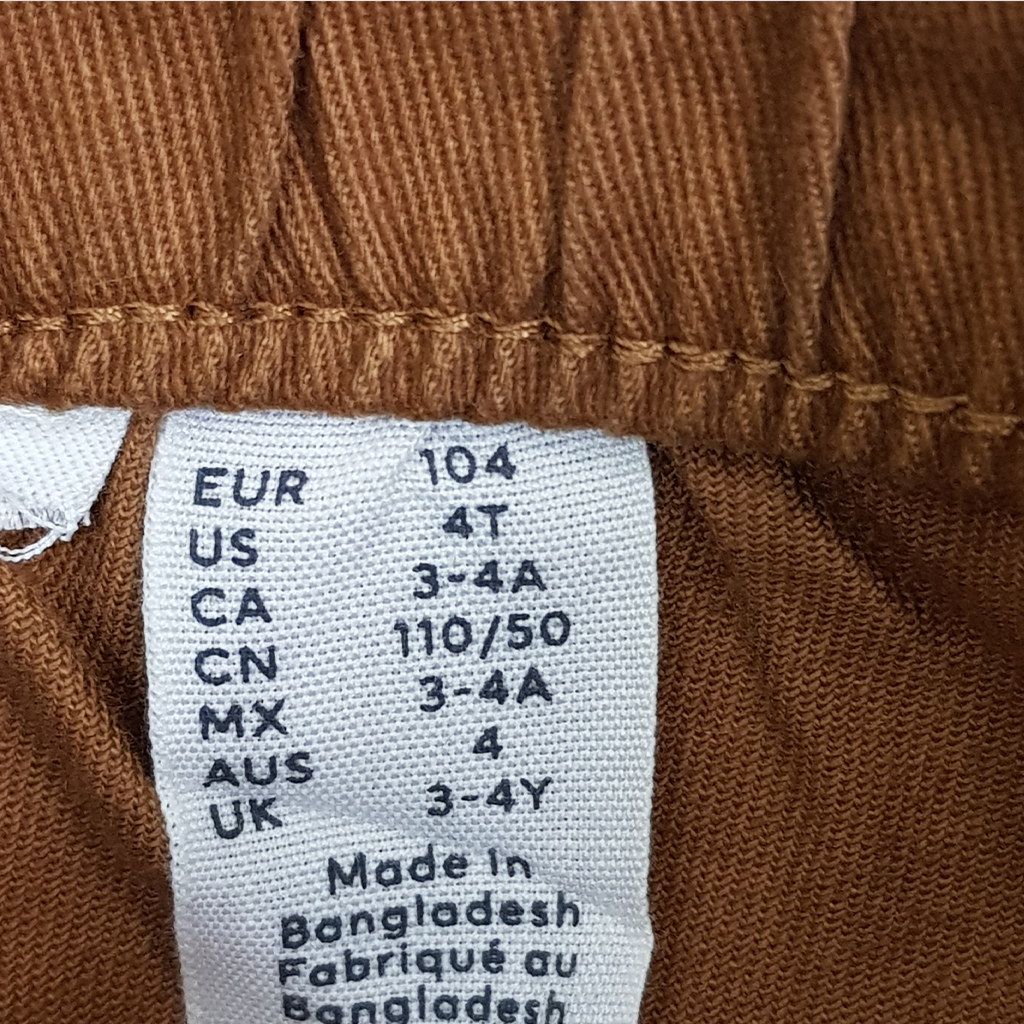 EUR 104
US 4T
CA 3-4A
CN 110/50
MX 3-4A
AUS 4
UK 3-4Y
Made in
Bangladesh
Fabriqué au
Bangladesh